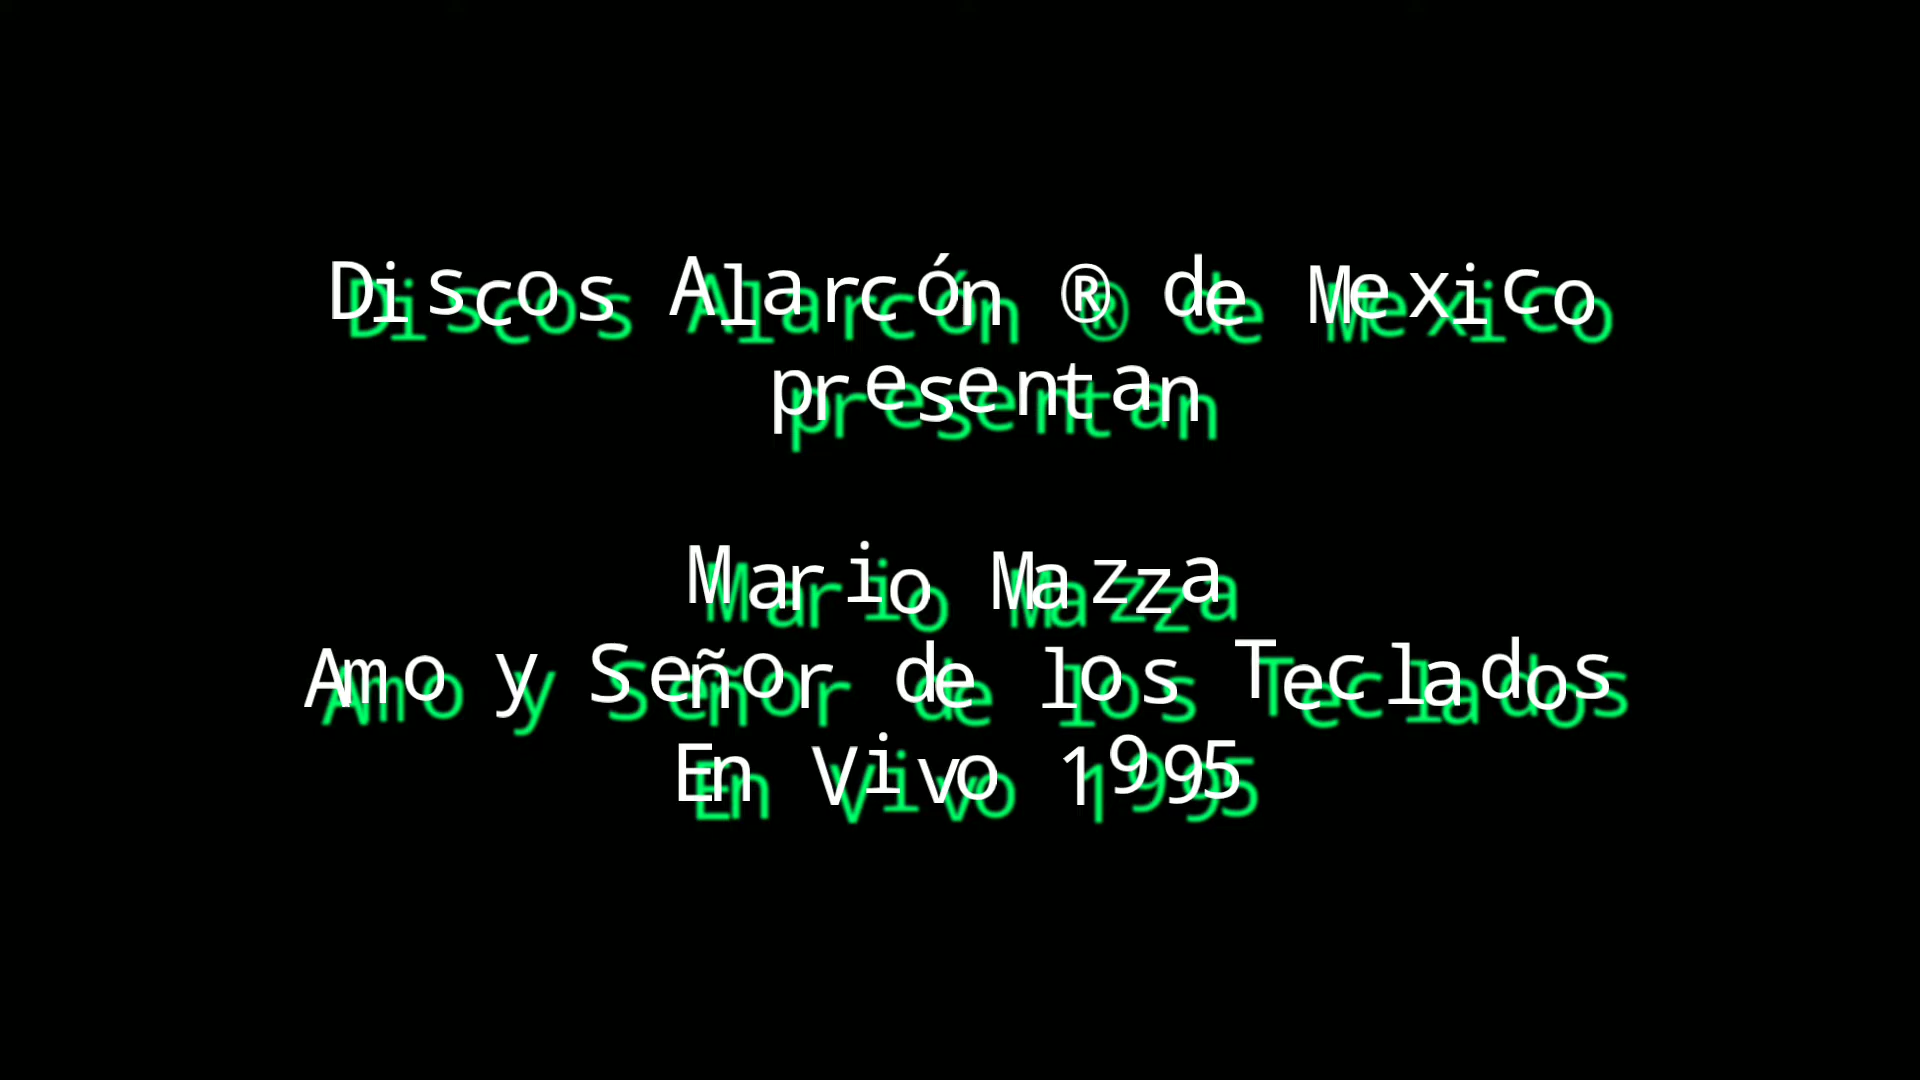 Discos Alarcón ® de Mexico
presentan
Mario Mazza
Amo y Señor de los Teclados
En Vivo 1995